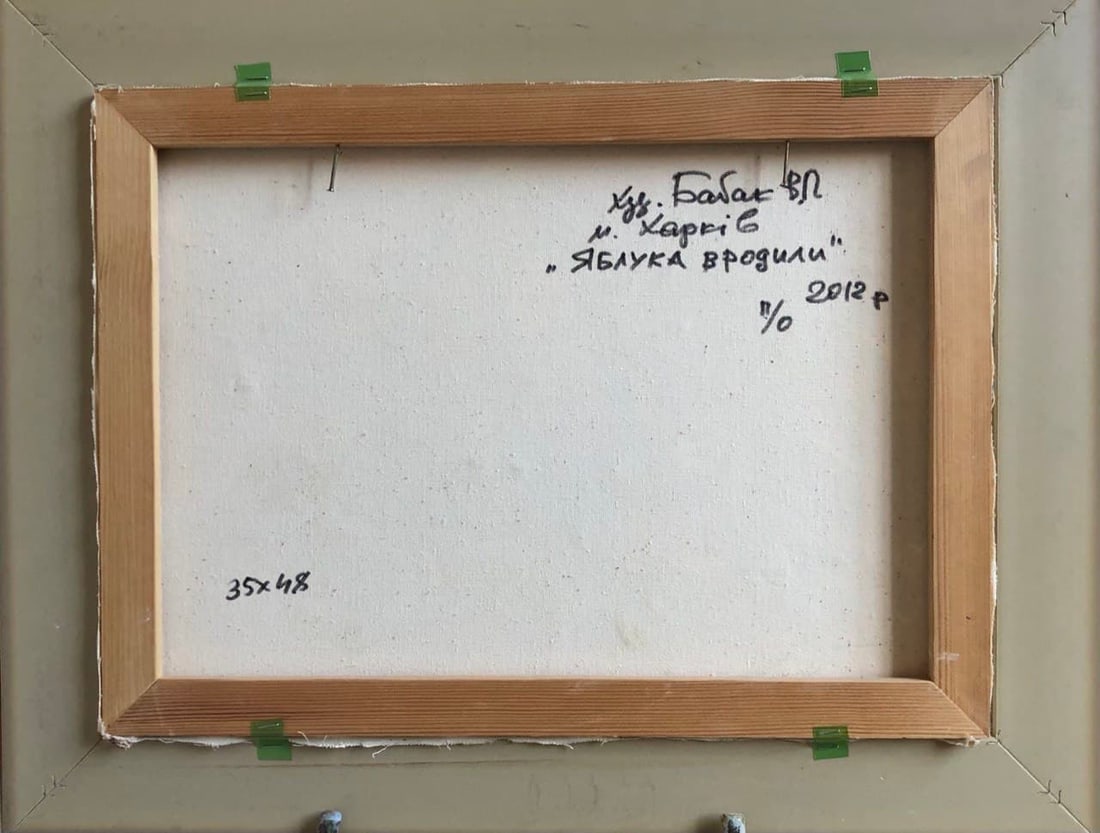 худ. Бабак В.П
м. Харків
„Яблука вродили"
2012 р
п/о
35х48